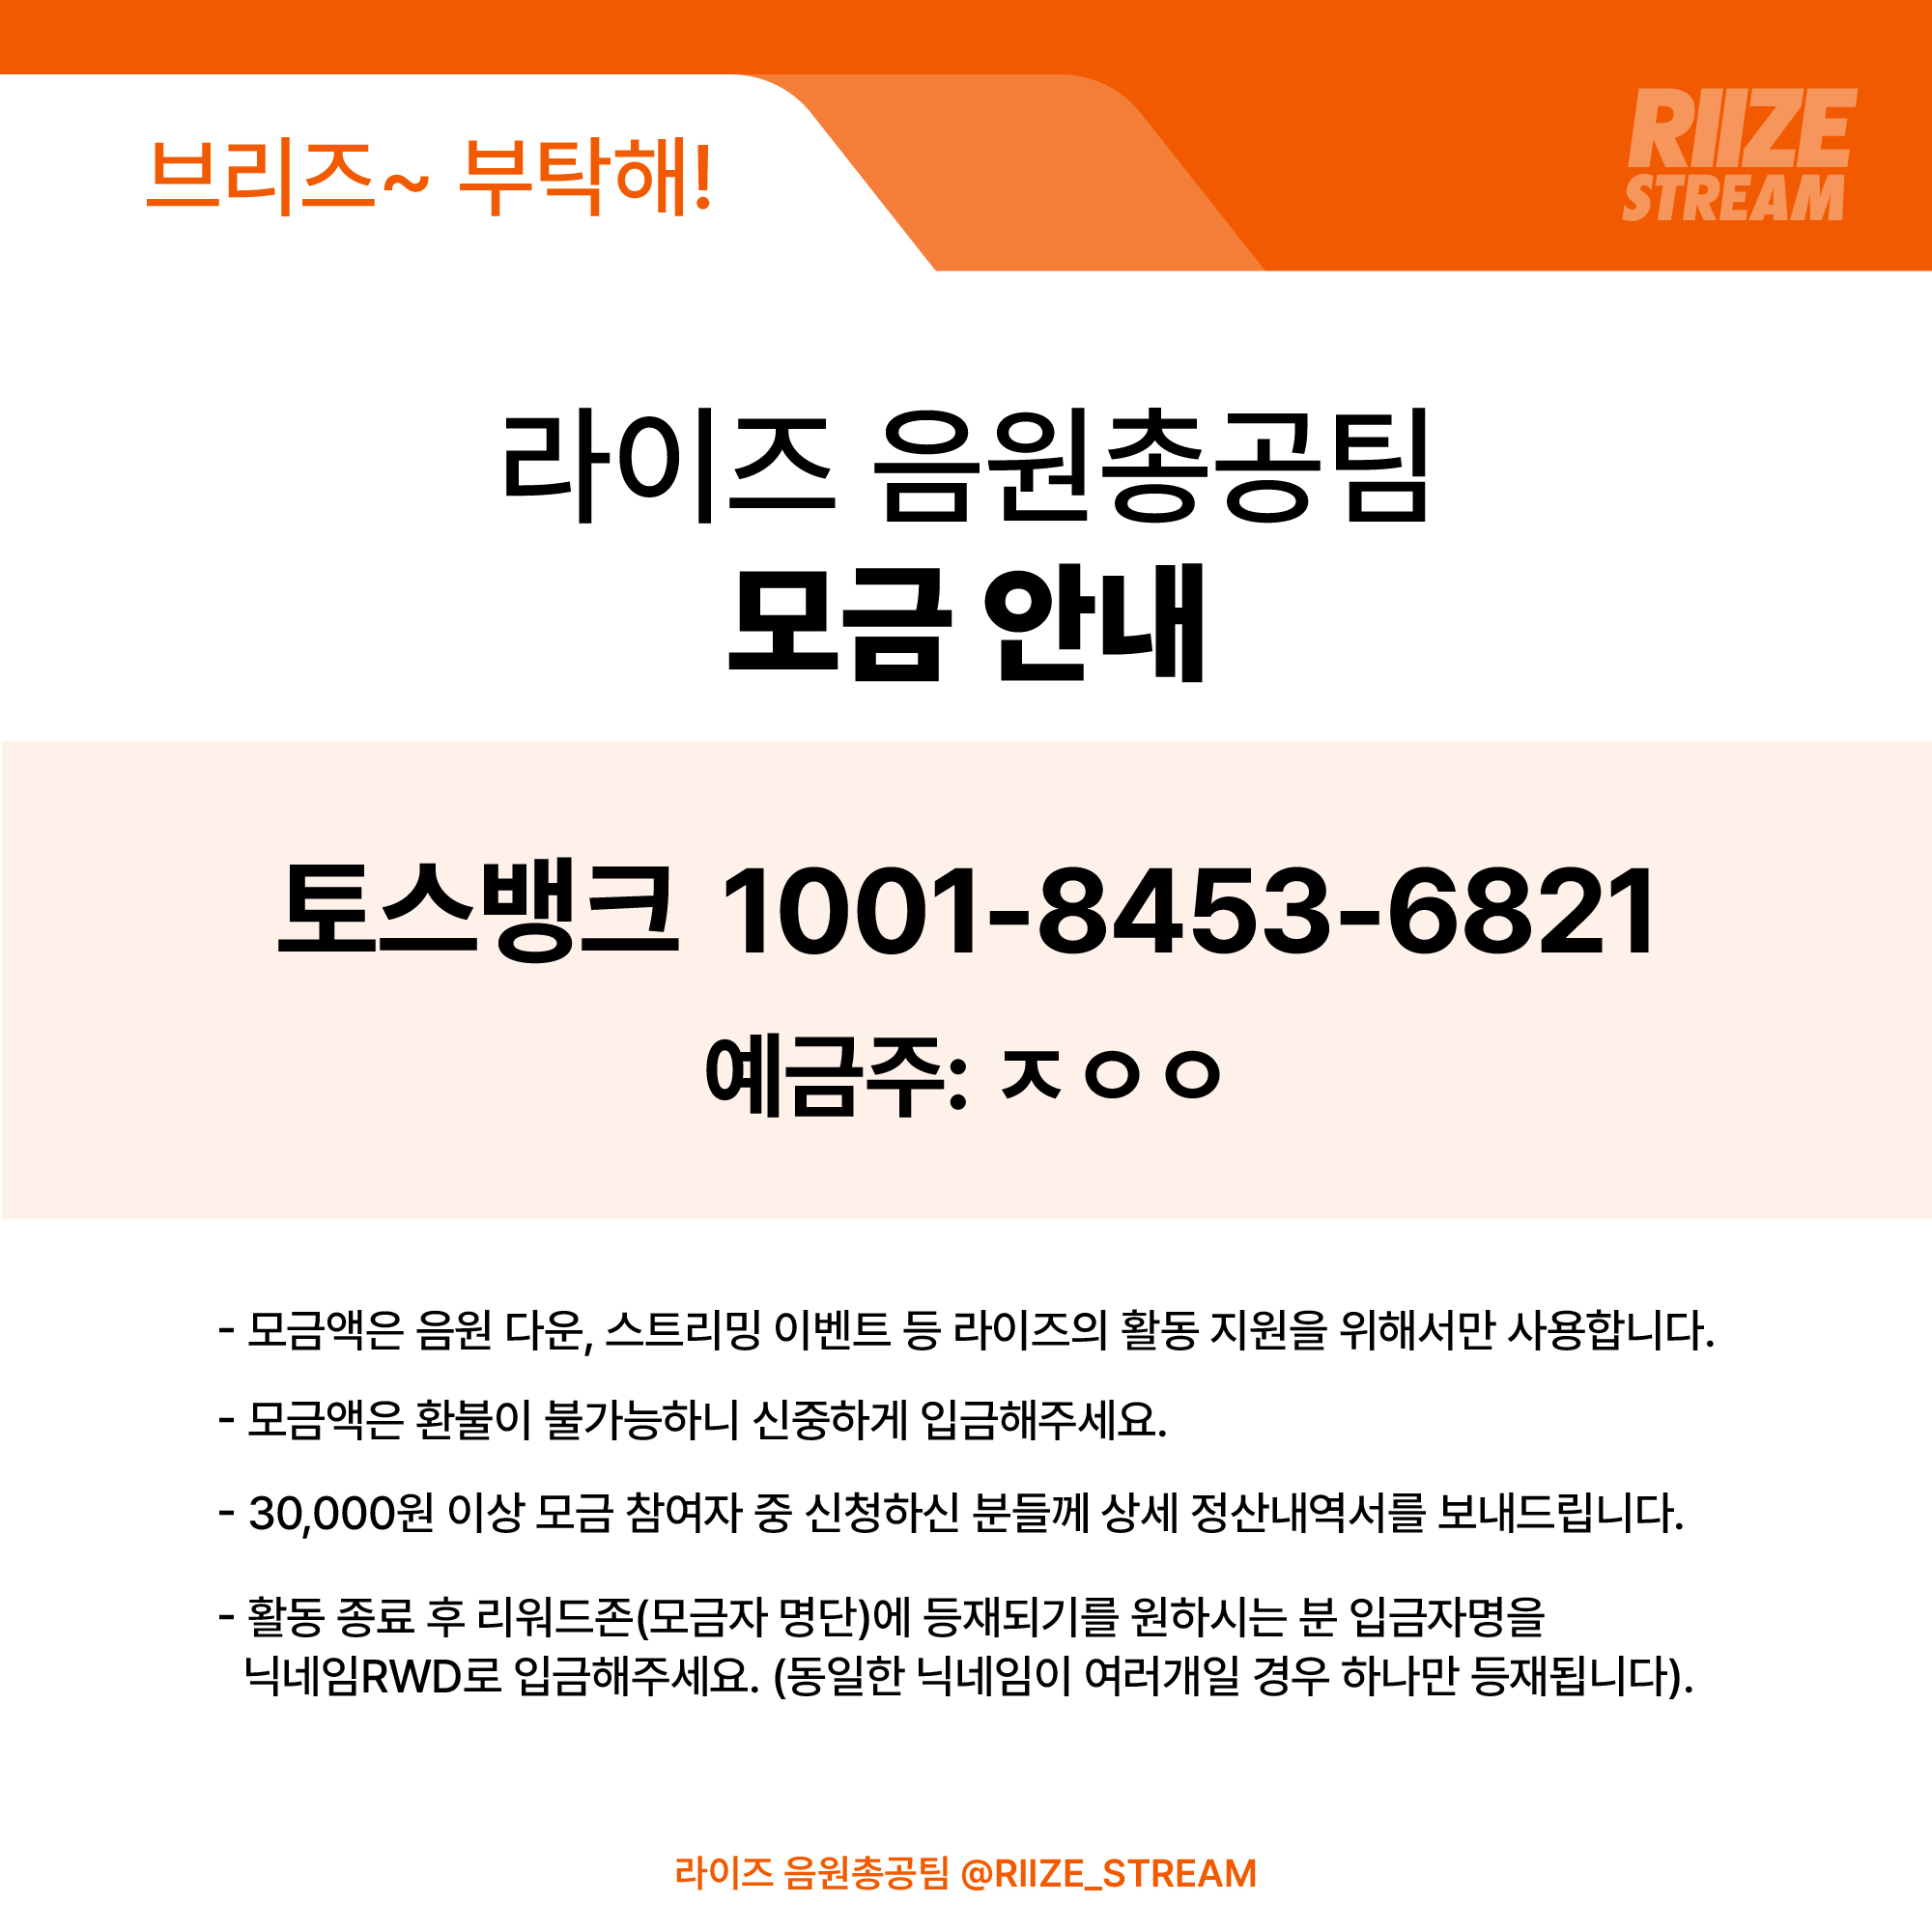 브리즈~ 부탁해!
RIIZE
STREAM
라이즈 음원총공팀
모금 안내
토스뱅크 1001-8453-6821
예금주: ㅈㅇㅇ
- 모금액은 음원 다운, 스트리밍 이벤트 등 라이즈의 활동 지원을 위해서만 사용합니다.
- 모금액은 환불이 불가능하니 신중하게 입금해주세요.
- 30,000원 이상 모금 참여자 중 신청하신 분들께 상세 정산내역서를 보내드립니다.
- 활동 종료 후 리워드존(모금자 명단)에 등재되기를 원하시는 분 입금자명을
닉네임RWD로 입금해주세요. (동일한 닉네임이 여러개일 경우 하나만 등재됩니다).
라이즈 음원총공팀 @RIIZE_STREAM